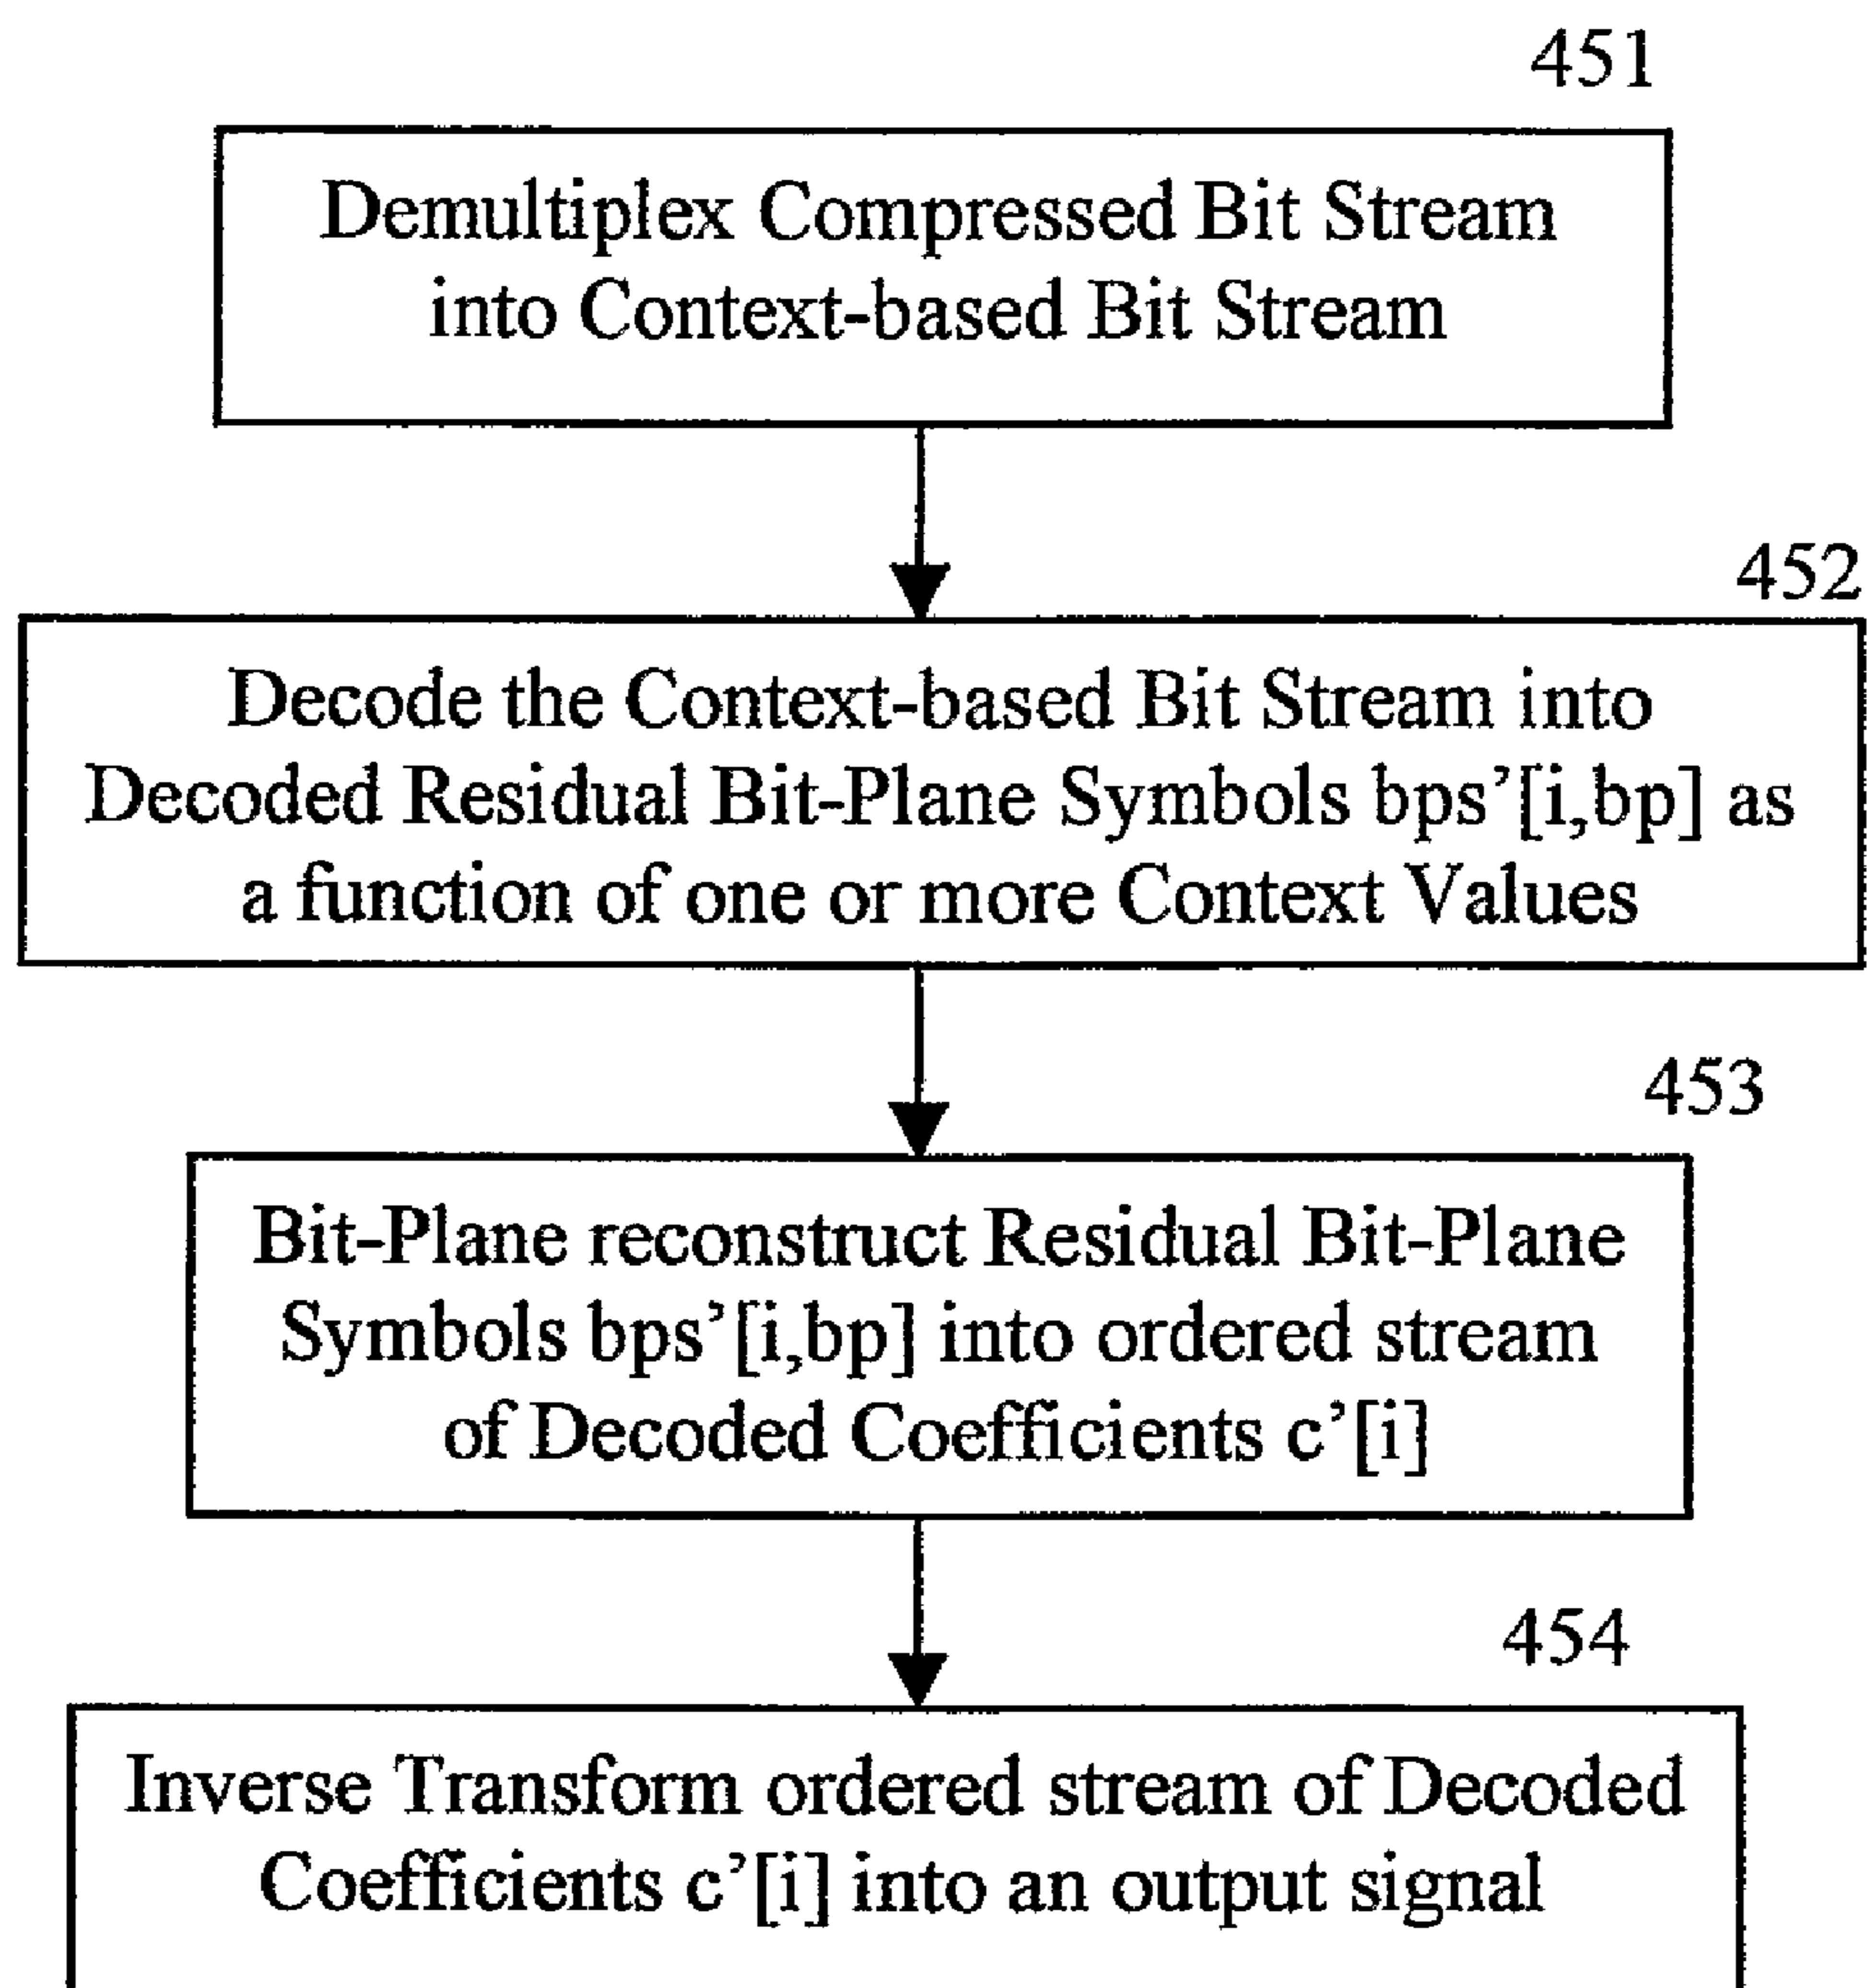 451
Demultiplex Compressed Bit Stream
into Context-based Bit Stream
452
Decode the Context-based Bit Stream into
Decoded Residual Bit-Plane Symbols bps’[i,bp] as
a function of one or more Context Values
453
Bit-Plane reconstruct Residual Bit-Plane
Symbols bps’[i,bp] into ordered stream
of Decoded Coefficients c’[i]
454
Inverse Transform ordered stream of Decoded
Coefficients c’[i] into an output signal